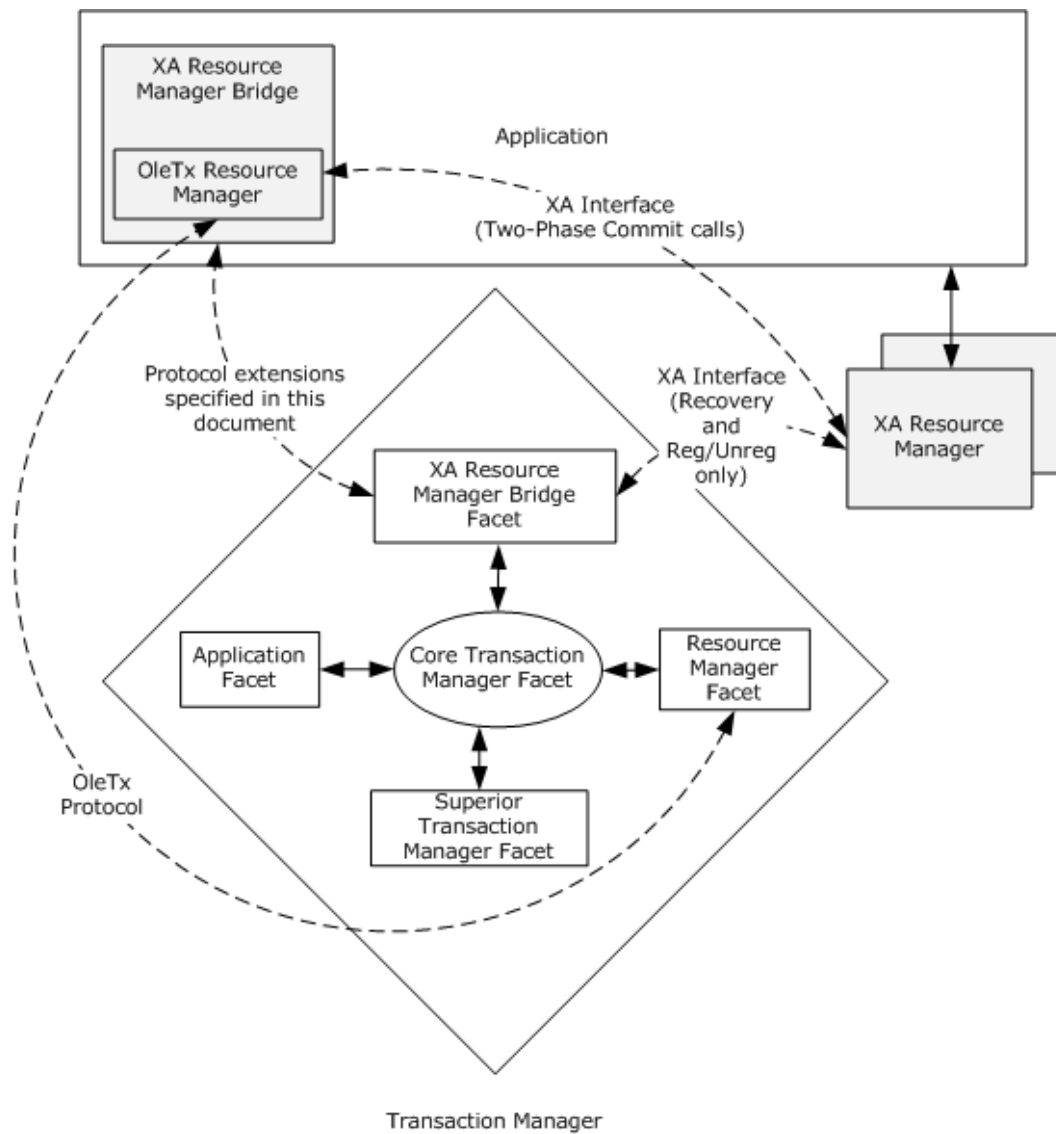 XA Resource
Manager Bridge
OleTx Resource
Manager
Application
XA Interface
(Two-Phase Commit calls)
Protocol extensions
specified in this
document
XA Interface
(Recovery
and
Reg/Unreg
only)
XA Resource
Manager
XA Resource
Manager Bridge
Facet
Application
Facet
Core Transaction
Manager Facet
Resource
Manager
Facet
OleTx
Protocol
Superior
Transaction
Manager Facet
Transaction Manager